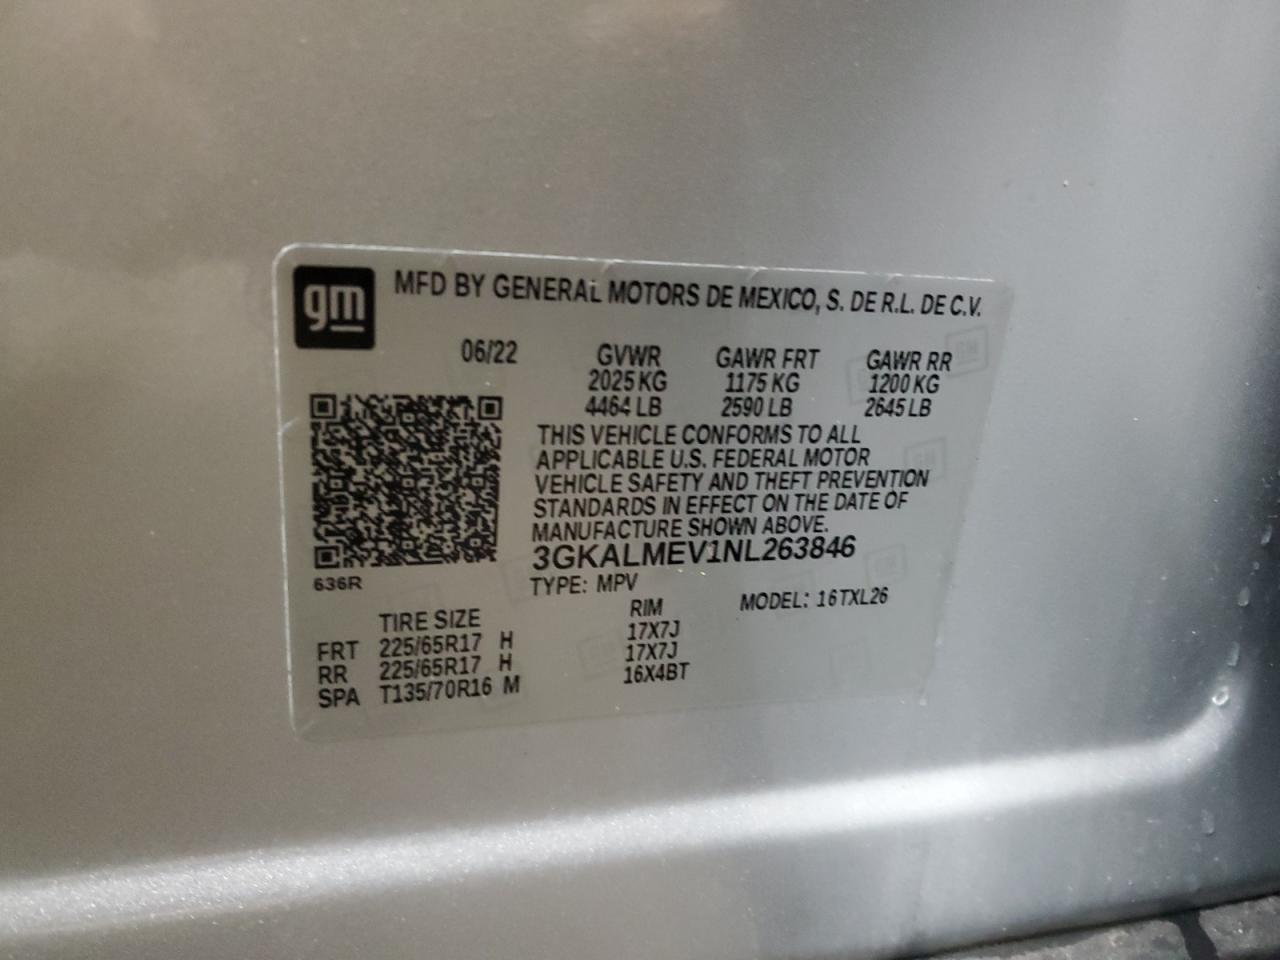 gm
MFD BY GENERAL MOTORS DE MEXICO, S. DE R.L. DE C.V.
06/22 GVWR GAWR FRT GAWR RR
2025 KG 1175 KG 1200 KG
4464 LB 2590 LB 2645 LB
THIS VEHICLE CONFORMS TO ALL
APPLICABLE U.S. FEDERAL MOTOR
VEHICLE SAFETY AND THEFT PREVENTION
STANDARDS IN EFFECT ON THE DATE OF
MANUFACTURE SHOWN ABOVE.
3GKALMEV1NL263846
636R
TYPE: MPV MODEL: 16TXL26
TIRE SIZE RIM
FRT 225/65R17 H 17X7J
RR 225/65R17 H 17X7J
SPA T135/70R16 M 16X4BT